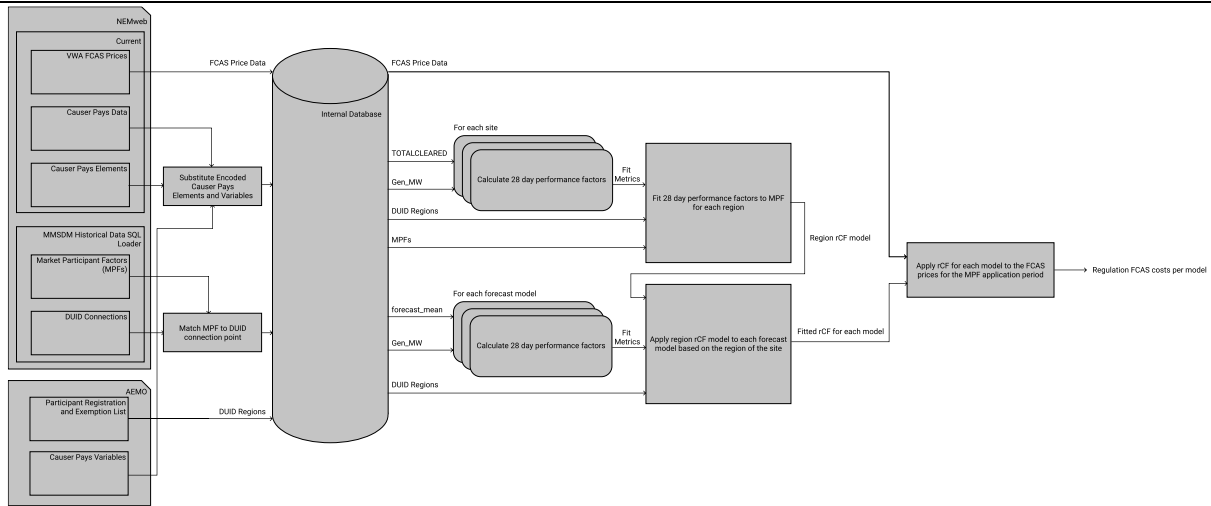 NEMweb
Current
VWA FCAS Prices
Causer Pays Data
Causer Pays Elements
MMSDM Historical Data SQL
Loader
Market Participant Factors
(MPFs)
DUID Connections
AEMO
Participant Registration
and Exemption List
Causer Pays Variables
Substitute Encoded
Causer Pays
Elements and Variables
Match MPF to DUID
connection point
FCAS Price Data
DUID Regions
Internal Database
FCAS Price Data
For each site
TOTALCLEARED
Gen_MW
Calculate 28 day performance factors
Fit
Metrics
DUID Regions
MPFs
Fit 28 day performance factors to MPF
for each region
Region rCF model
For each forecast model
forecast_mean
Gen_MW
Calculate 28 day performance factors
Fit
Metrics
DUID Regions
Apply region rCF model to each forecast
model based on the region of the site
Fitted rCF for each model
Apply rCF for each model to the FCAS
prices for the MPF application period
Regulation FCAS costs per model